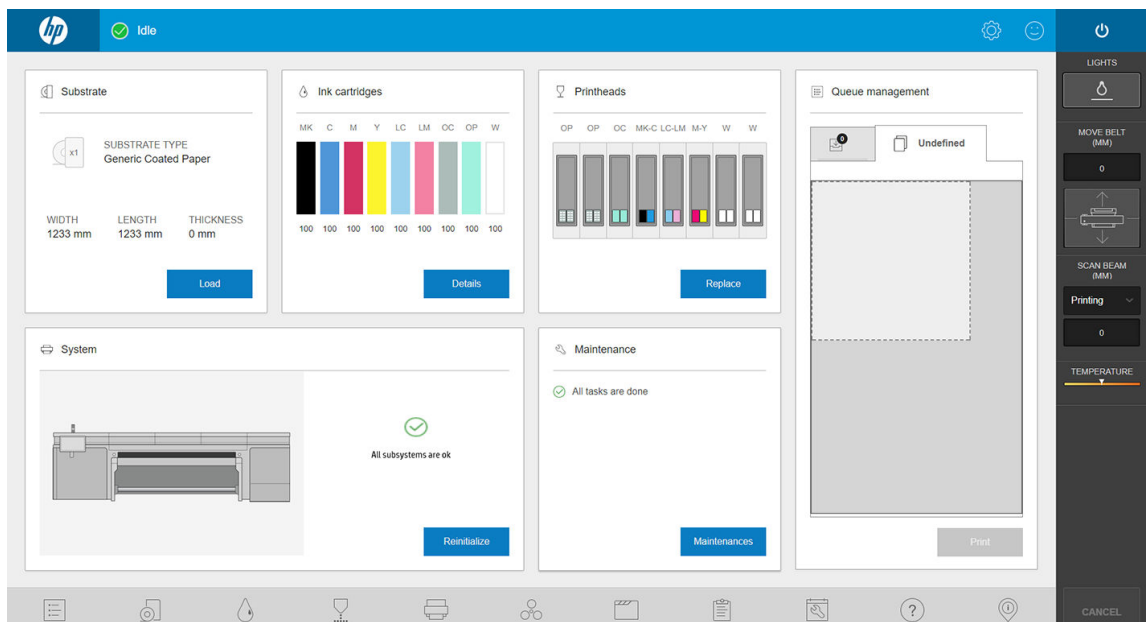 hp
Idle
Substrate
SUBSTRATE TYPE
Generic Coated Paper
x1
WIDTH LENGTH THICKNESS
1233 mm 1233 mm 0 mm
Load
Ink cartridges
MK C M Y LC LM OC OP W
100 100 100 100 100 100 100 100 100
Details
Printheads
OP OP OC MK-C LC-LM M-Y W W
Replace
Queue management
0
Undefined
Print
System
All subsystems are ok
Reinitialize
Maintenance
All tasks are done
Maintenances
LIGHTS
MOVE BELT
(MM)
0
SCAN BEAM
(MM)
Printing
0
TEMPERATURE
?
CANCEL